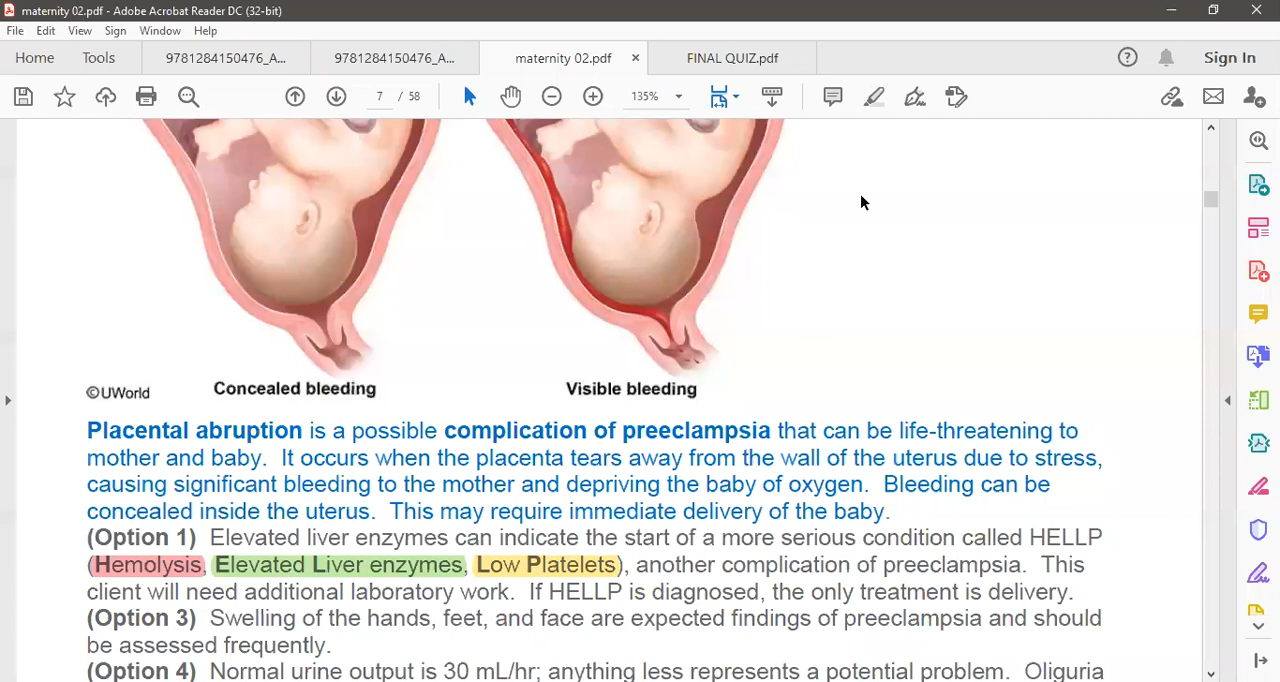 maternity 02.pdf - Adobe Acrobat Reader DC (32-bit)
File Edit View Sign Window Help
Home Tools 9781284150476_A... 9781284150476_A... maternity 02.pdf × FINAL QUIZ.pdf Sign In
7 / 58 135%
©UWorld Concealed bleeding Visible bleeding
Placental abruption is a possible complication of preeclampsia that can be life-threatening to
mother and baby. It occurs when the placenta tears away from the wall of the uterus due to stress,
causing significant bleeding to the mother and depriving the baby of oxygen. Bleeding can be
concealed inside the uterus. This may require immediate delivery of the baby.
(Option 1) Elevated liver enzymes can indicate the start of a more serious condition called HELLP
(Hemolysis, Elevated Liver enzymes, Low Platelets), another complication of preeclampsia. This
client will need additional laboratory work. If HELLP is diagnosed, the only treatment is delivery.
(Option 3) Swelling of the hands, feet, and face are expected findings of preeclampsia and should
be assessed frequently.
(Option 4) Normal urine output is 30 mL/hr; anything less represents a potential problem. Oliguria